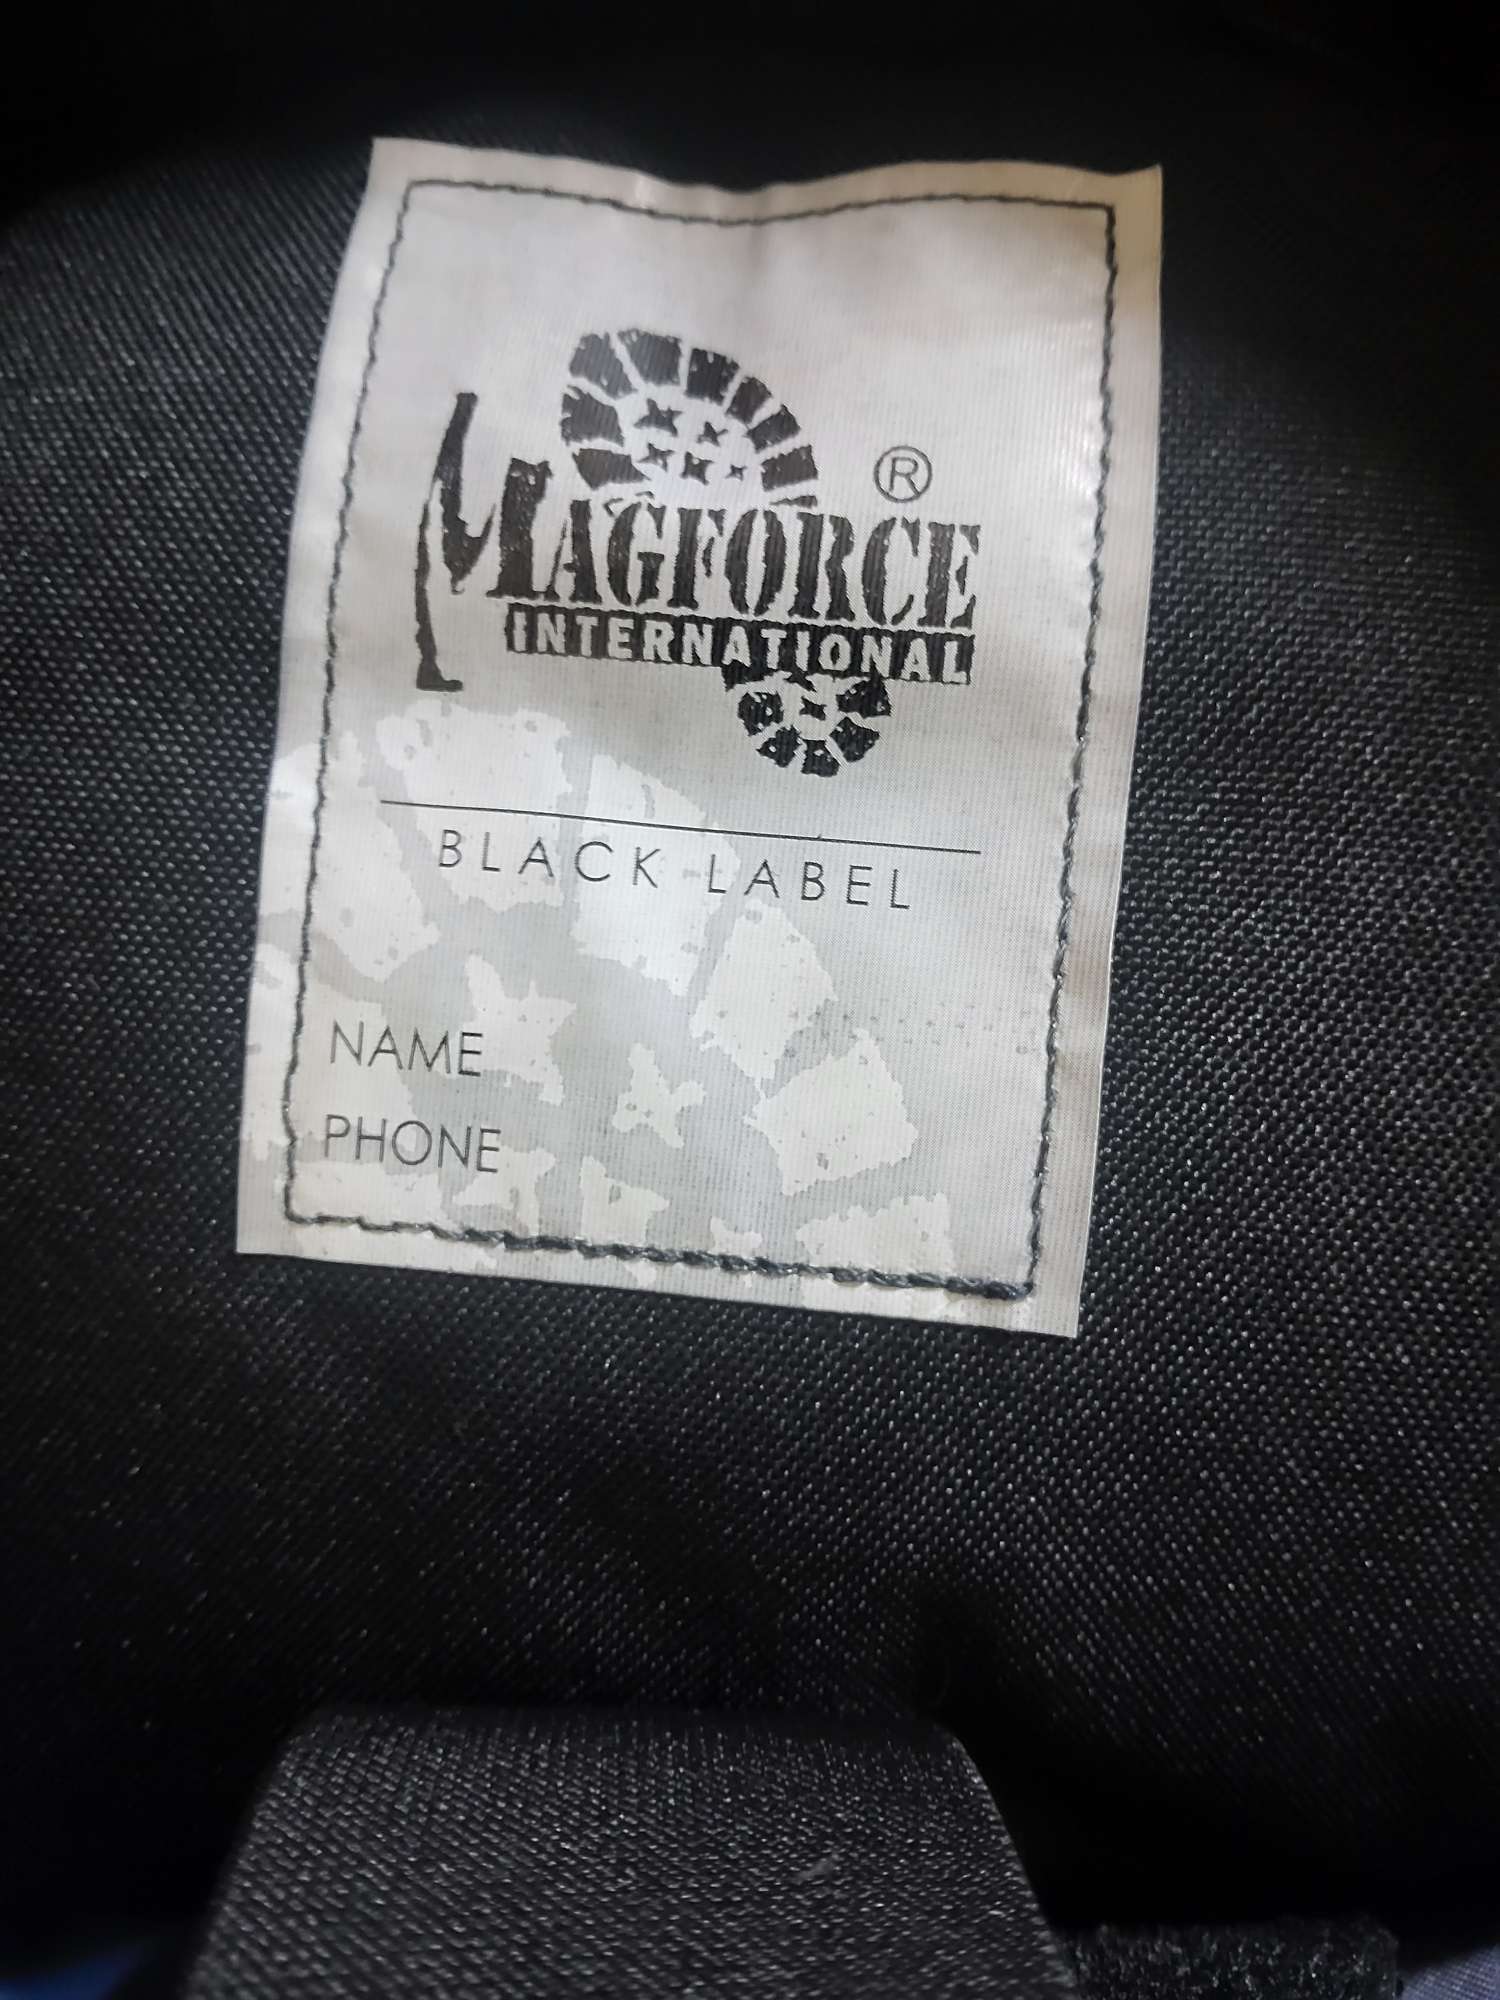 ®
MAGFORCE
INTERNATIONAL
BLACK LABEL
NAME
PHONE